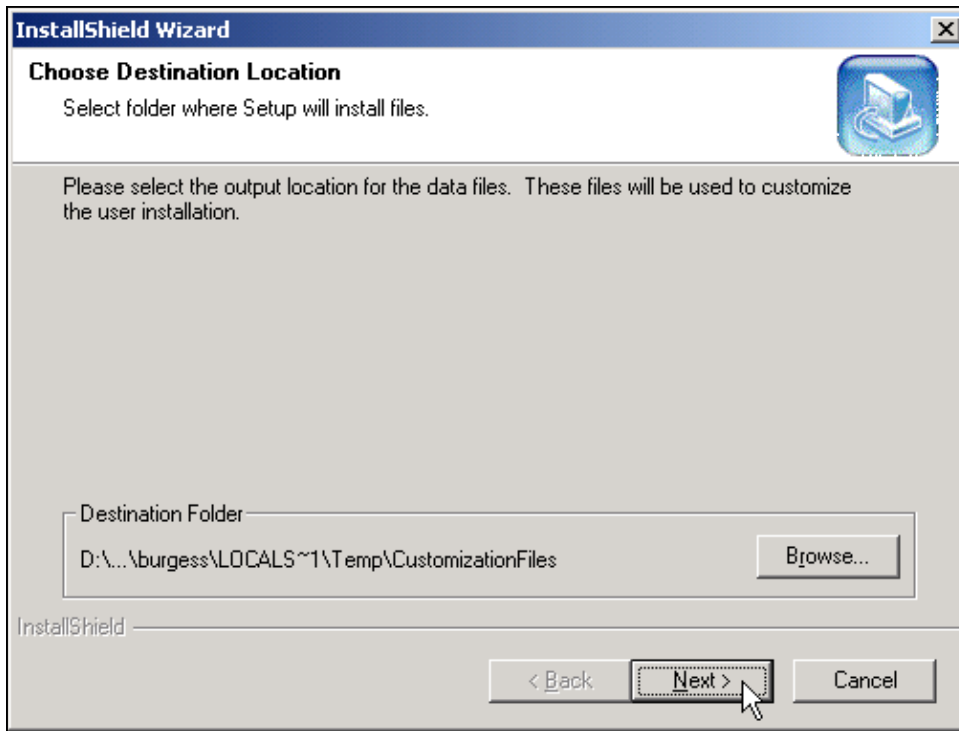 InstallShield Wizard
Choose Destination Location
Select folder where Setup will install files.
Please select the output location for the data files.  These files will be used to customize
the user installation.
Destination Folder
D:\...\burgess\LOCALS~1\Temp\CustomizationFiles
Browse...
InstallShield
< Back
Next >
Cancel